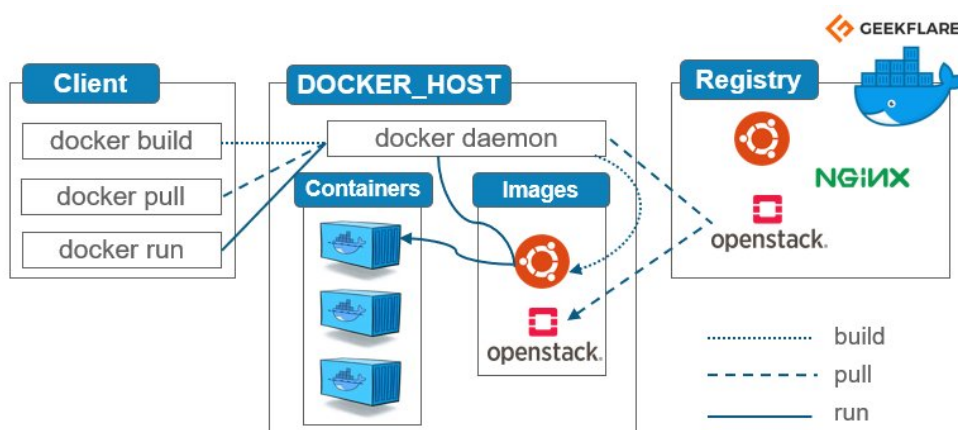 GEEKFLARE
Client
docker build
docker pull
docker run
DOCKER_HOST
docker daemon
Containers
Images
openstack.
Registry
NGINX
openstack.
build
pull
run